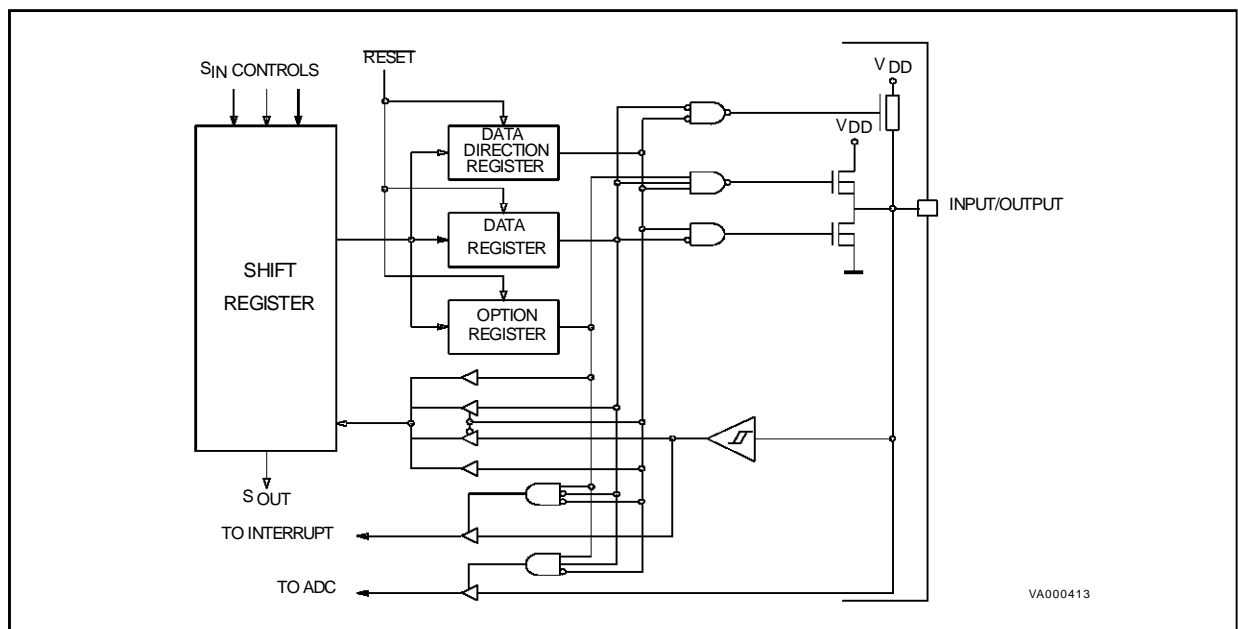 RESET
SIN CONTROLS
VDD
DATA
DIRECTION
REGISTER
VDD
INPUT/OUTPUT
DATA
REGISTER
SHIFT
REGISTER
OPTION
REGISTER
SOUT
TO INTERRUPT
TO ADC
VA000413